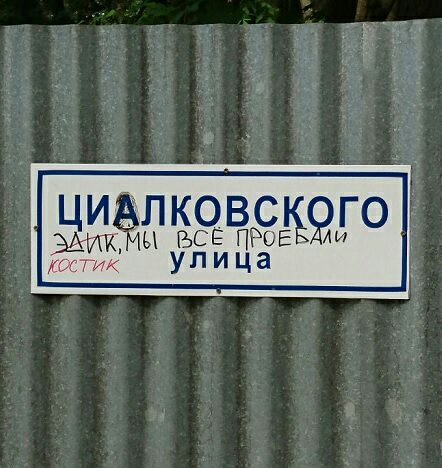 ЦИАЛКОВСКОГО
ЭДИК, МЫ ВСЁ ПРОЕБАЛИ
КОСТИК
улица